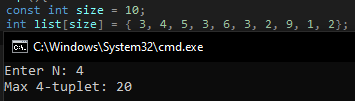 const int size = 10;
int list[size] = { 3, 4, 5, 3, 6, 3, 2, 9, 1, 2};
C:\Windows\System32\cmd.exe
Enter N: 4
Max 4-tuplet: 20